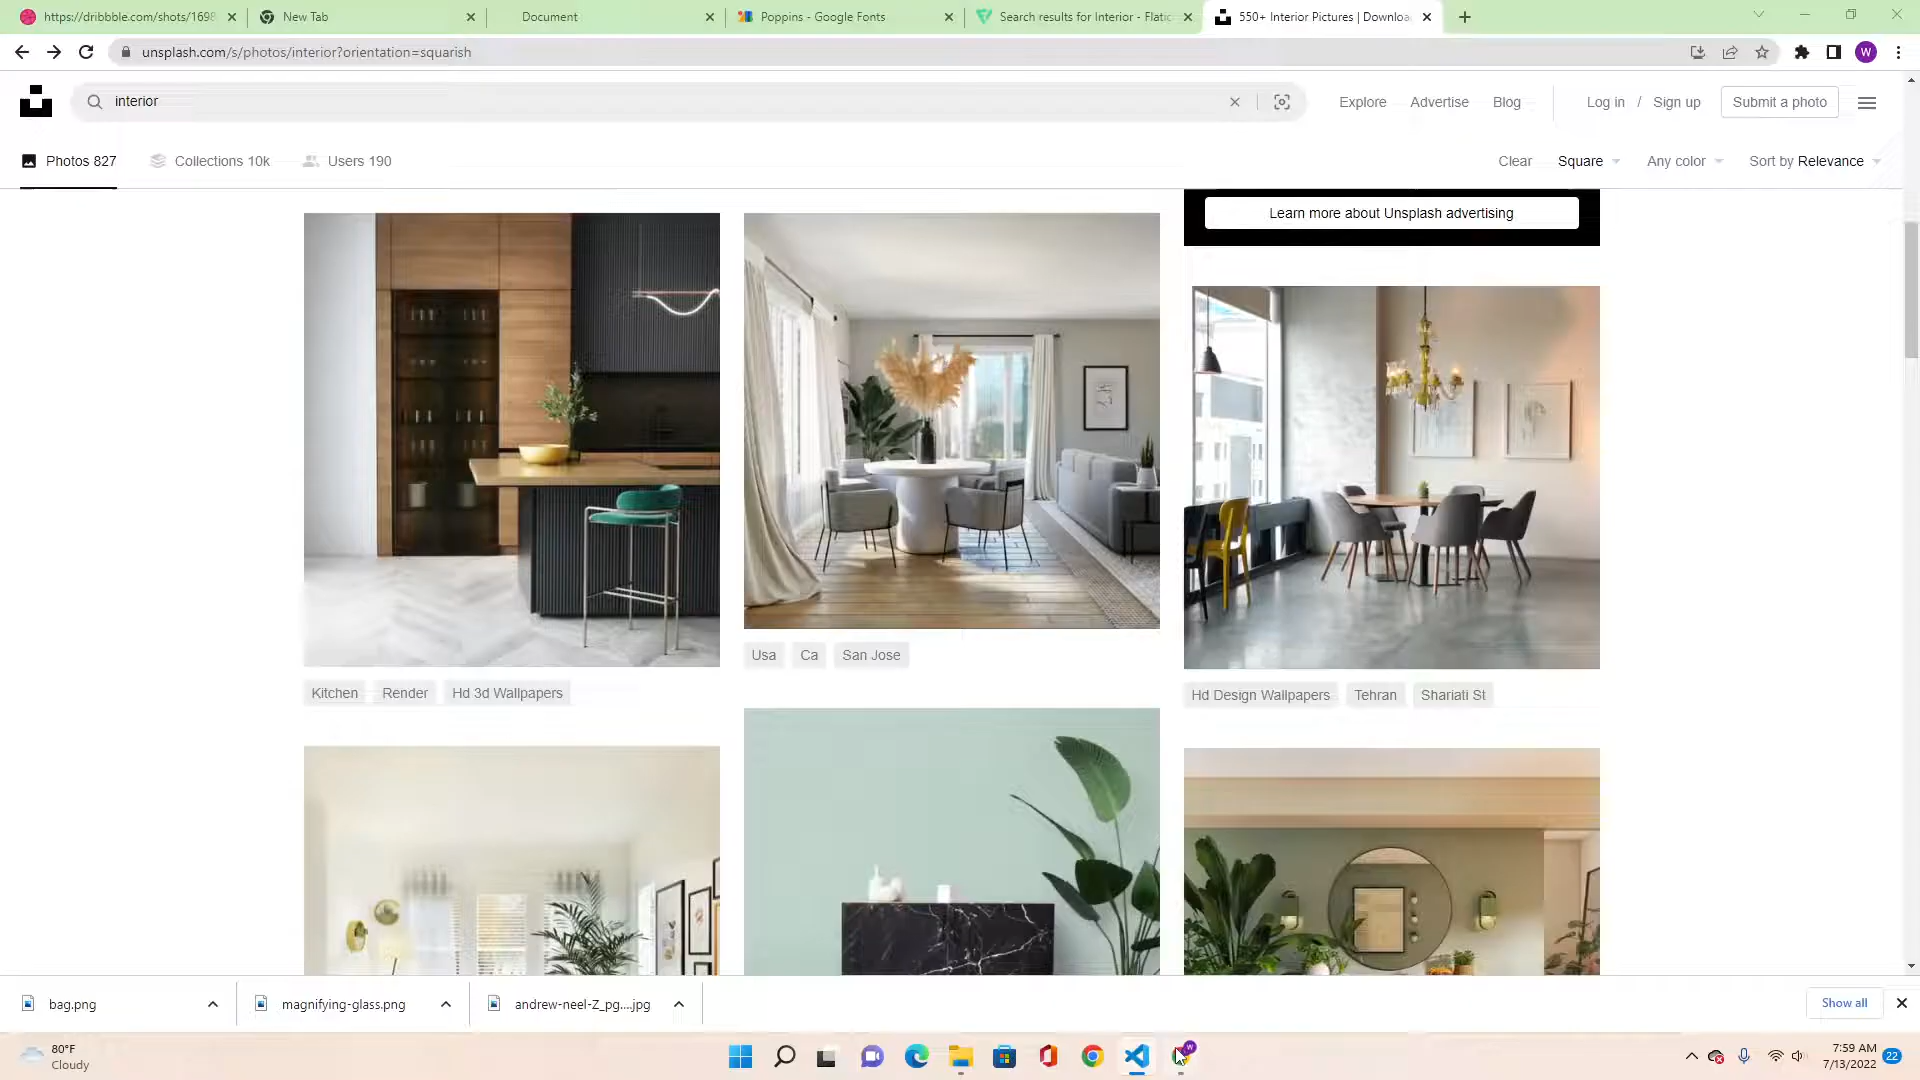 https://dribbble.com/shots/1698
New Tab
Document
Poppins - Google Fonts
Search results for Interior - Flatic
550+ Interior Pictures | Downloa
unsplash.com/s/photos/interior?orientation=squarish
W
interior
Explore
Advertise
Blog
Log in / Sign up
Submit a photo
Photos 827
Collections 10k
Users 190
Clear
Square
Any color
Sort by Relevance
Learn more about Unsplash advertising
Usa
Ca
San Jose
Kitchen
Render
Hd 3d Wallpapers
Hd Design Wallpapers
Tehran
Shariati St
bag.png
magnifying-glass.png
andrew-neel-Z_pg....jpg
Show all
80°F
Cloudy
W
7:59 AM
7/13/2022
22